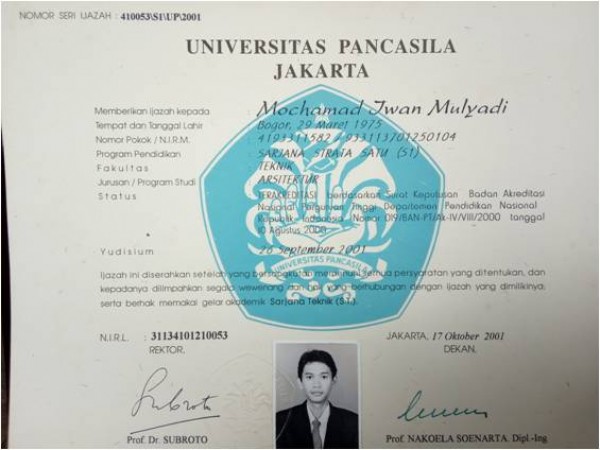 NOMOR SERI IJAZAH : 410053\S1\UP\2001
UNIVERSITAS PANCASILA
JAKARTA
Memberikan Ijazah kepada : Mochamad Iwan Mulyadi
Tempat dan Tanggal Lahir : Bogor, 29 Maret 1975
Nomor Pokok / N.I.R.M. : 4193311582 / 933113701250104
Program Pendidikan : SARJANA STRATA SATU (S1)
Fakultas : TEKNIK
Jurusan / Program Studi : ARSITEKTUR
Status : TERAKREDITASI berdasarkan Surat Keputusan Badan Akreditasi
Nasional Perguruan Tinggi Departemen Pendidikan Nasional
Republik Indonesia Nomor 019/BAN-PT/Ak-IV/VIII/2000 tanggal
Agustus 2000
Yudisium : 26 September 2001
UNIVERSITAS PANCASILA
Ijazah ini diserahkan setelah yang bersangkutan memenuhi semua persyaratan yang ditentukan, dan
kepadanya dilimpahkan segala wewenang dan hak yang berhubungan dengan ijazah yang dimilikinya,
serta berhak memakai gelar akademik Sarjana Teknik (S.T.).
N.I.R.L. : 31134101210053
REKTOR,
JAKARTA, 17 Oktober 2001
DEKAN,
Subroto
Prof. Dr. SUBROTO
Prof. NAKOELA SOENARTA. Dipl.-Ing